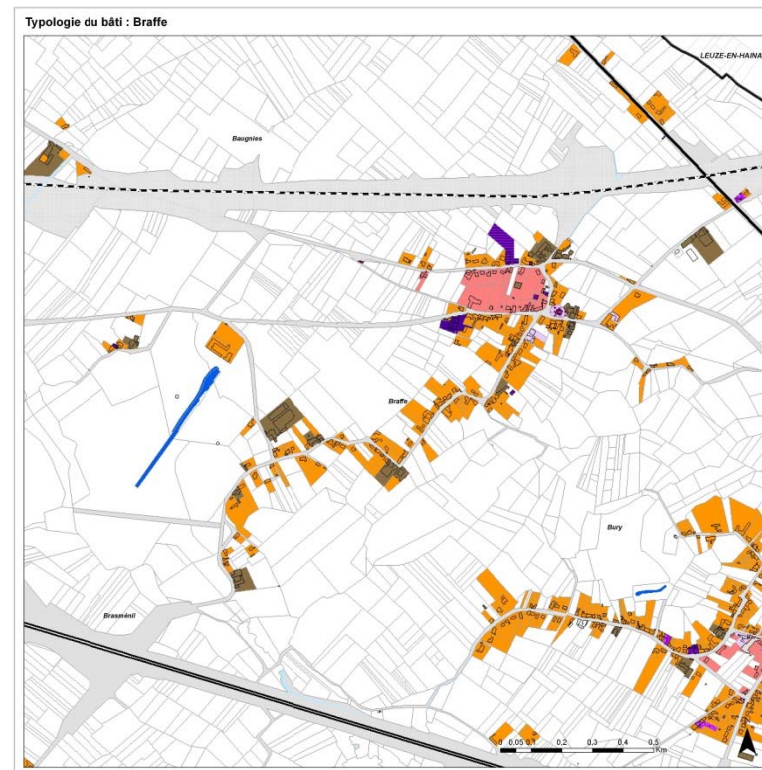 Typologie du bâti : Braffe
LEUZE-EN-HAINA
Baugnies
Braffe
Bury
Brasménil
0 0,05 0,1 0,2 0,3 0,4 0,5
Km